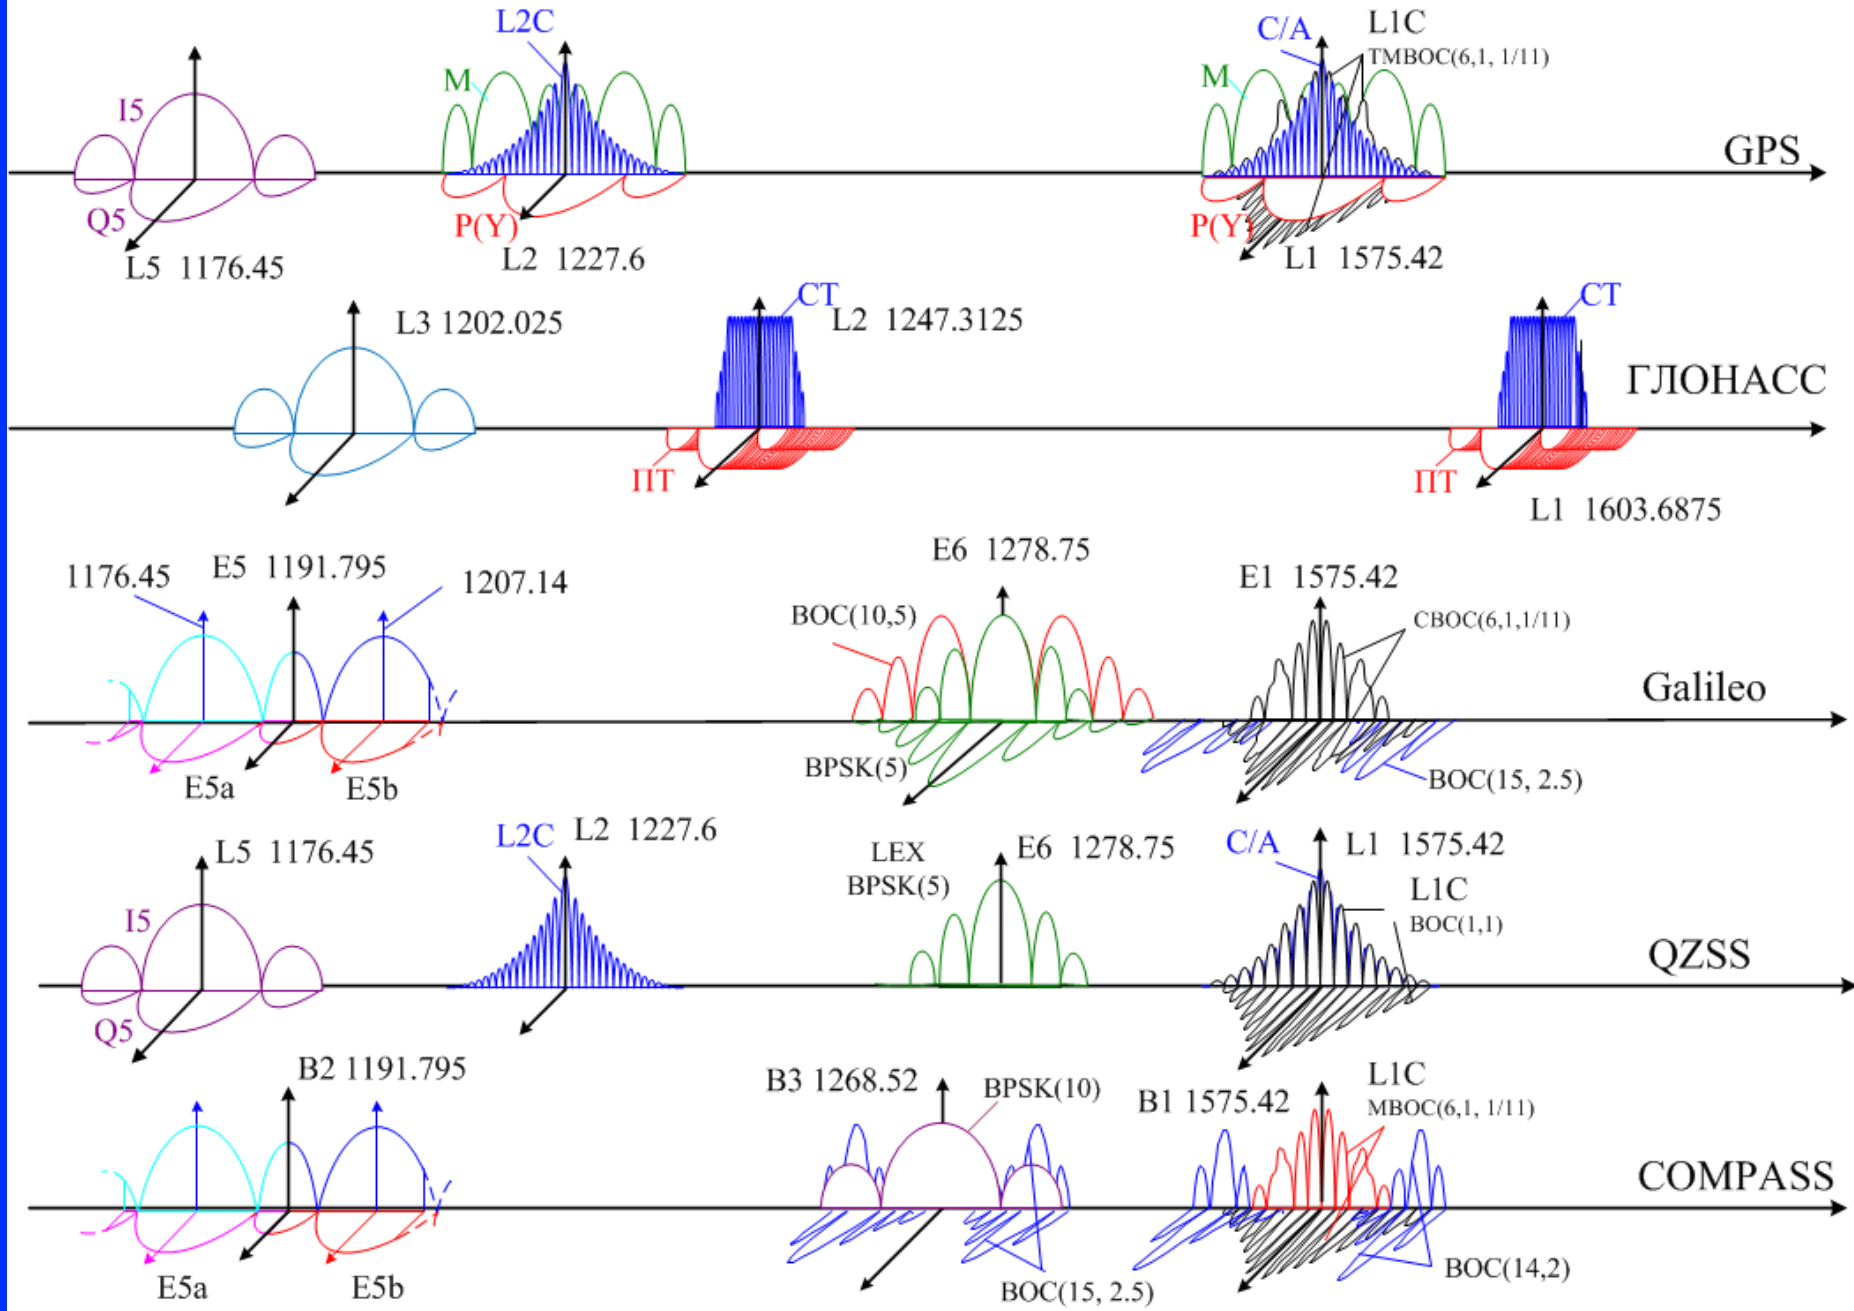 L2C
C/A
L1C
TMBOC(6,1, 1/11)
M
M
I5
GPS
Q5
P(Y)
P(Y)
L5 1176.45
L2 1227.6
L1 1575.42
СТ
СТ
L3 1202.025
L2 1247.3125
ГЛОНАСС
ПТ
ПТ
L1 1603.6875
E6 1278.75
1176.45
E5 1191.795
1207.14
E1 1575.42
BOC(10,5)
CBOC(6,1,1/11)
Galileo
BPSK(5)
E5a
E5b
BOC(15, 2.5)
L2C
L2 1227.6
C/A
L1 1575.42
L5 1176.45
LEX
BPSK(5)
E6 1278.75
L1C
BOC(1,1)
I5
QZSS
Q5
B2 1191.795
B3 1268.52
BPSK(10)
B1 1575.42
L1C
MBOC(6,1, 1/11)
COMPASS
E5a
E5b
BOC(15, 2.5)
BOC(14,2)